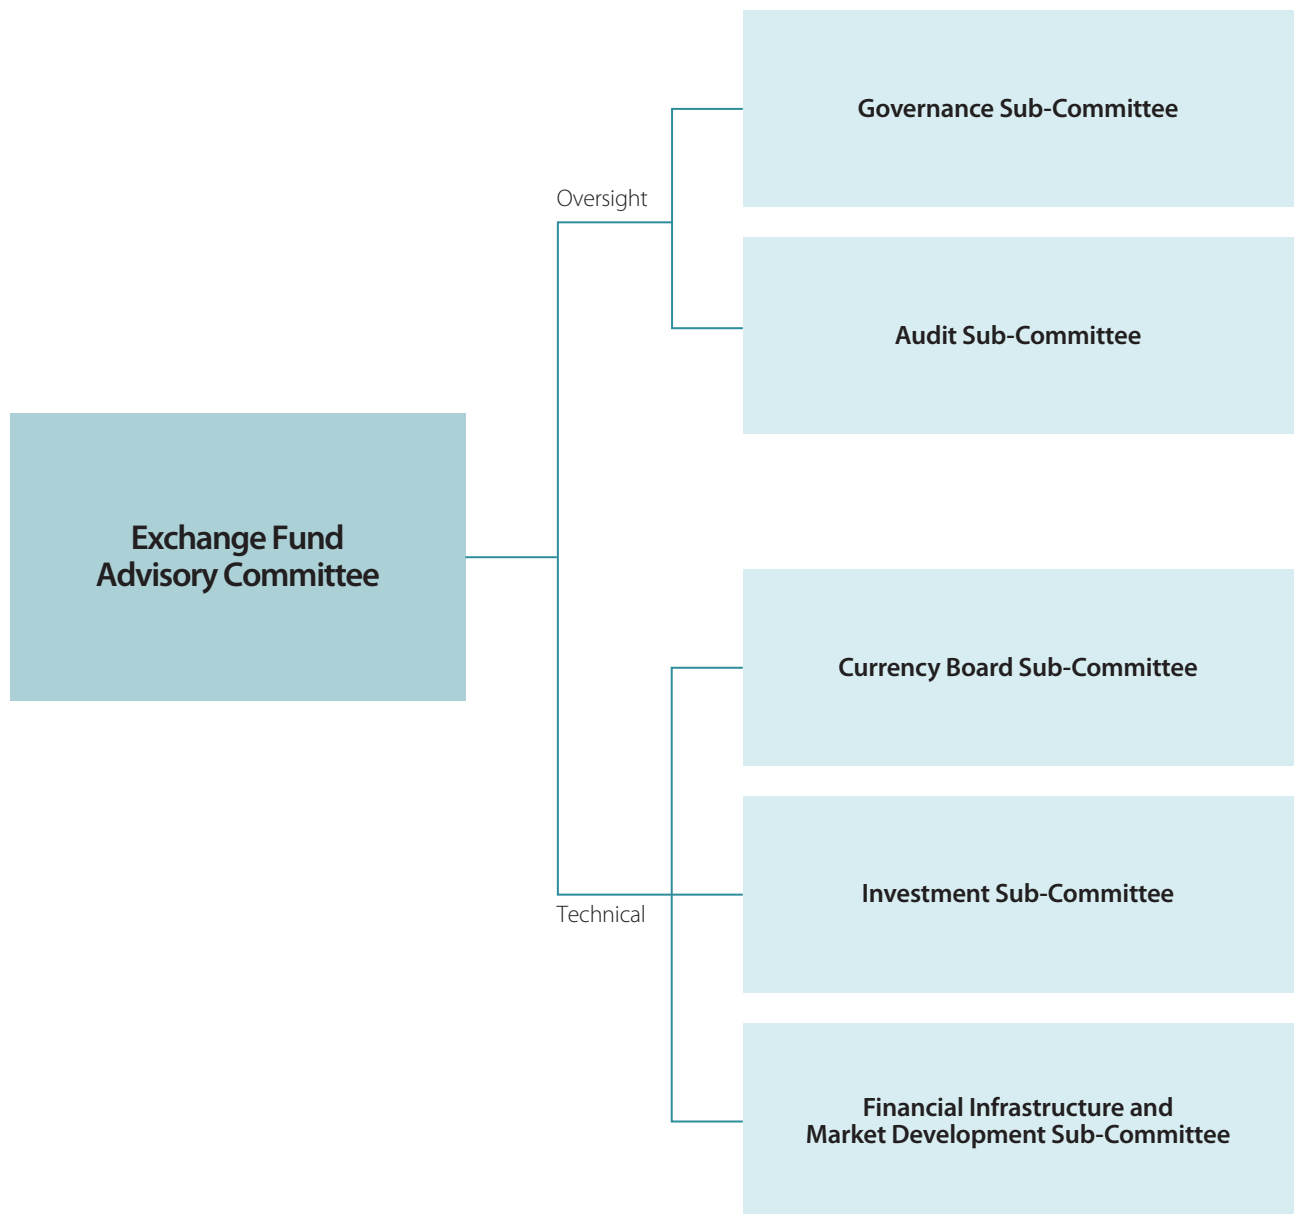 Governance Sub-Committee
Oversight
Audit Sub-Committee
Exchange Fund
Advisory Committee
Currency Board Sub-Committee
Investment Sub-Committee
Technical
Financial Infrastructure and
Market Development Sub-Committee